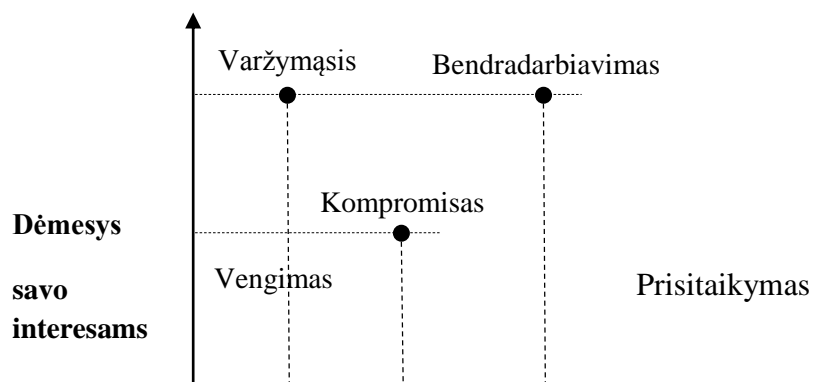 Varžymąsis
Bendradarbiavimas
Kompromisas
Dėmesys
Vengimas
Prisitaikymas
savo
interesams